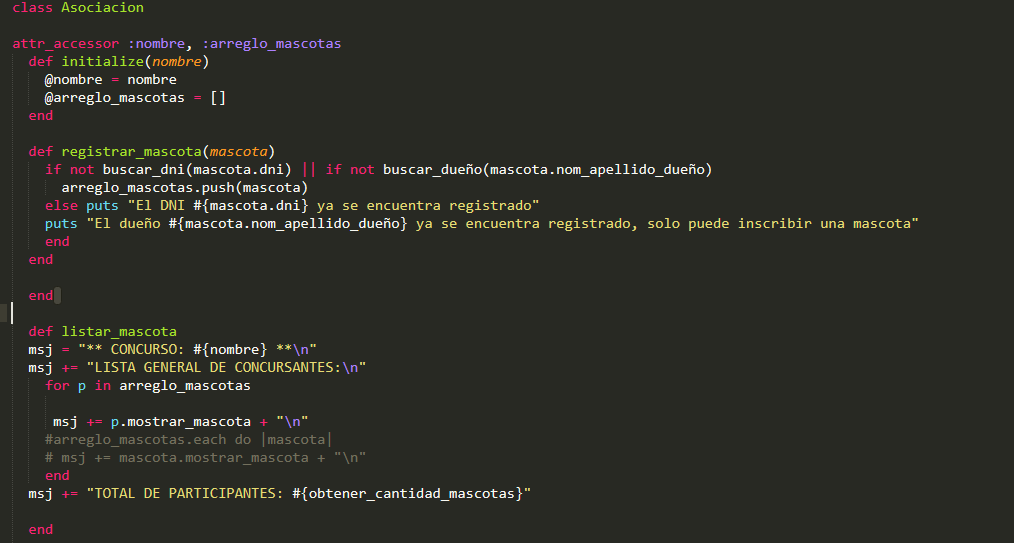 class Asociacion
attr_accessor :nombre, :arreglo_mascotas
def initialize(nombre)
@nombre = nombre
@arreglo_mascotas = []
end
def registrar_mascota(mascota)
if not buscar_dni(mascota.dni) || if not buscar_dueño(mascota.nom_apellido_dueño)
arreglo_mascotas.push(mascota)
else puts "El DNI #{mascota.dni} ya se encuentra registrado"
puts "El dueño #{mascota.nom_apellido_dueño} ya se encuentra registrado, solo puede inscribir una mascota"
end
end
end
def listar_mascota
msj = "** CONCURSO: #{nombre} **\n"
msj += "LISTA GENERAL DE CONCURSANTES:\n"
for p in arreglo_mascotas
msj += p.mostrar_mascota + "\n"
#arreglo_mascotas.each do |mascota|
# msj += mascota.mostrar_mascota + "\n"
end
msj += "TOTAL DE PARTICIPANTES: #{obtener_cantidad_mascotas}"
end